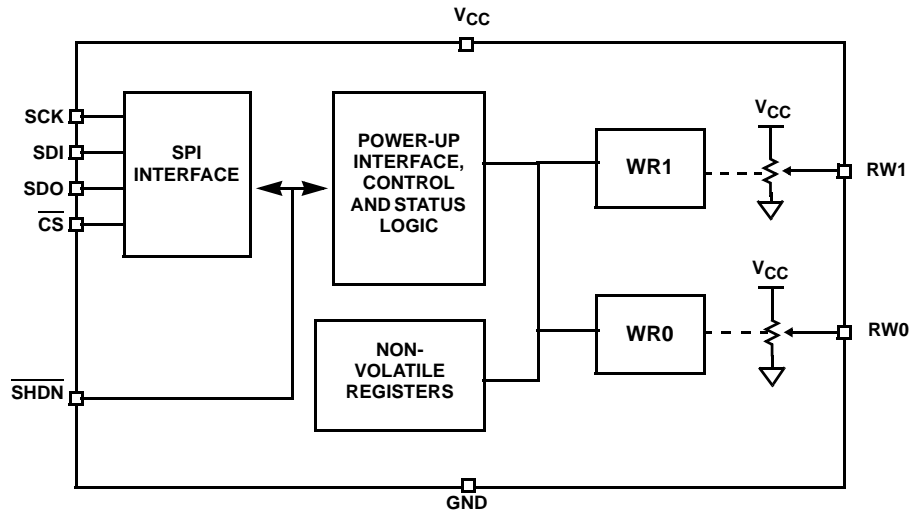 VCC
SCK
SDI
SDO
CS
SHDN
SPI
INTERFACE
POWER-UP
INTERFACE,
CONTROL
AND STATUS
LOGIC
NON-
VOLATILE
REGISTERS
WR1
WR0
VCC
VCC
RW1
RW0
GND